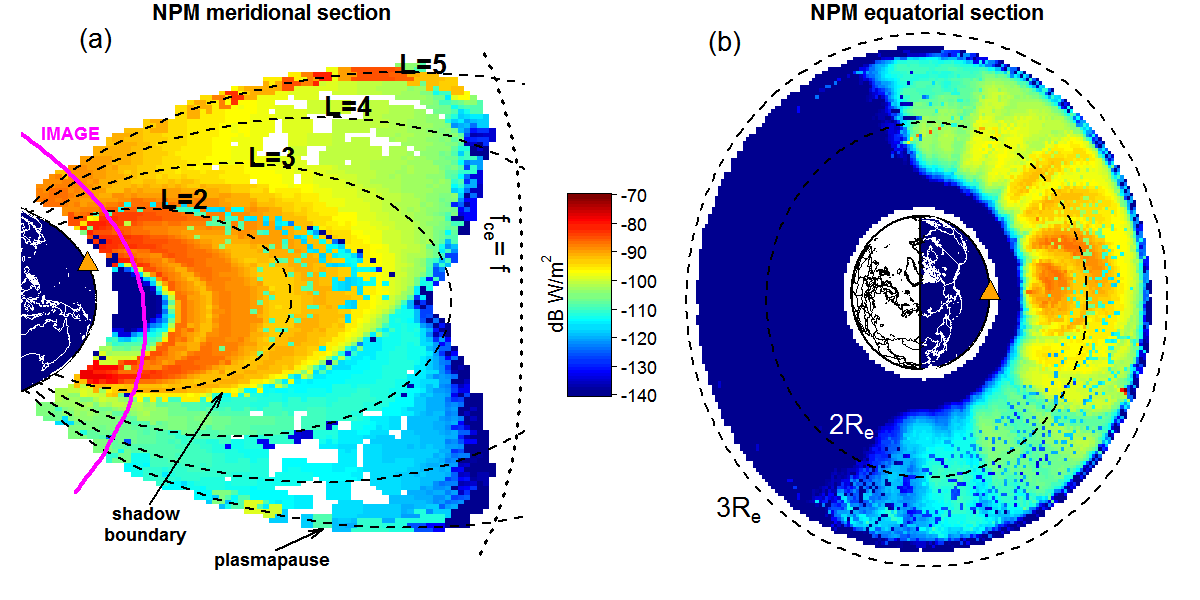 NPM meridional section
NPM equatorial section
(a)
(b)
L=5
L=4
IMAGE
L=3
L=2
f_ce = f
-70
-80
-90
-100
-110
-120
-130
-140
dB W/m²
2Rₑ
3Rₑ
shadow
boundary
plasmapause